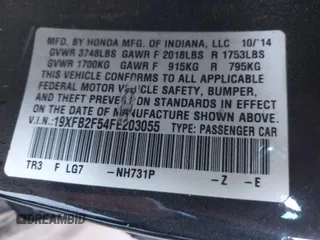 MFD. BY HONDA MFG. OF INDIANA, LLC 10/14
GVWR 3748LBS GAWR F 2018LBS R 1753LBS
GVWR 1700KG GAWR F 915KG R 795KG
THIS VEHICLE CONFORMS TO ALL APPLICABLE
FEDERAL MOTOR VEHICLE SAFETY, BUMPER,
AND THEFT PREVENTION STANDARDS IN EFFECT
ON THE DATE OF MANUFACTURE SHOWN ABOVE.
V.I.N.: 19XFB2F54FE203055 TYPE: PASSENGER CAR
TR3 F LG7 -NH731P -Z -E
DREAMBID